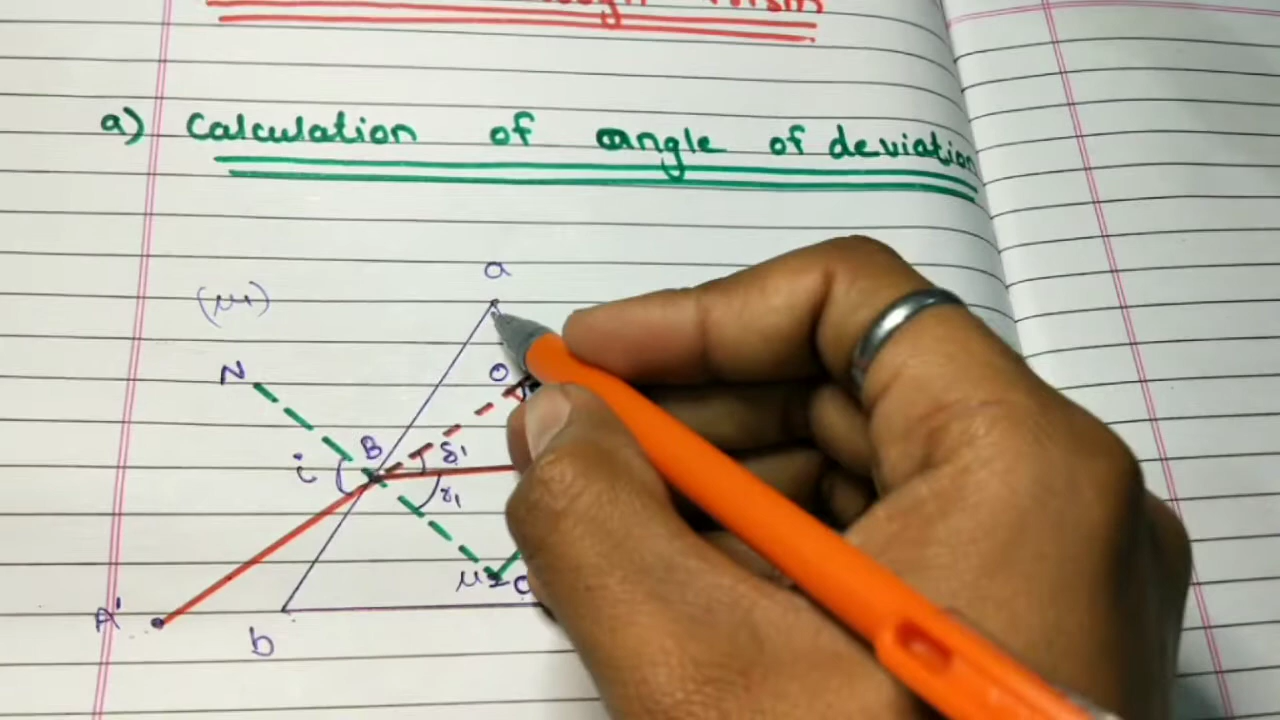 a) Calculation of angle of deviation
a
(μ1)
N
O
B
i
δ1
r1
μ2
A'
b